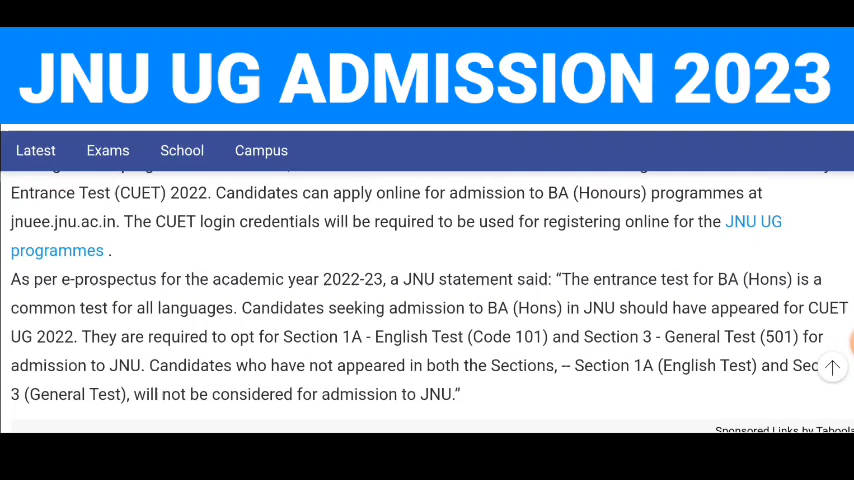 JNU UG ADMISSION 2023
Latest Exams School Campus
Entrance Test (CUET) 2022. Candidates can apply online for admission to BA (Honours) programmes at
jnuee.jnu.ac.in. The CUET login credentials will be required to be used for registering online for the JNU UG
programmes .
As per e-prospectus for the academic year 2022-23, a JNU statement said: “The entrance test for BA (Hons) is a
common test for all languages. Candidates seeking admission to BA (Hons) in JNU should have appeared for CUET
UG 2022. They are required to opt for Section 1A - English Test (Code 101) and Section 3 - General Test (501) for
admission to JNU. Candidates who have not appeared in both the Sections, -- Section 1A (English Test) and Sec
3 (General Test), will not be considered for admission to JNU.”
Sponsored Links by Taboola